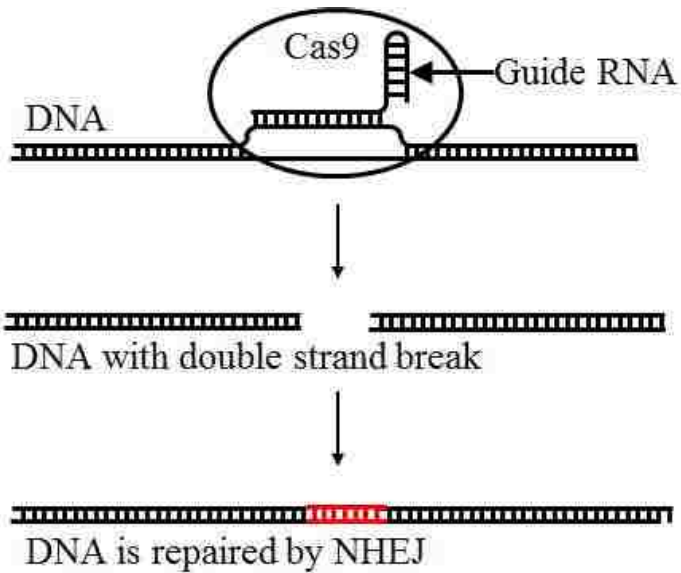 Cas9
Guide RNA
DNA
DNA with double strand break
DNA is repaired by NHEJ